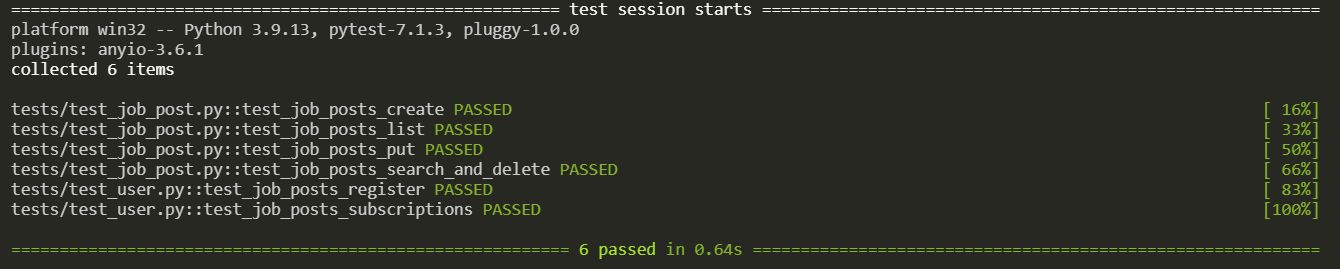 ========================================================= test session starts ==========================================================
platform win32 -- Python 3.9.13, pytest-7.1.3, pluggy-1.0.0
plugins: anyio-3.6.1
collected 6 items
tests/test_job_post.py::test_job_posts_create PASSED [ 16%]
tests/test_job_post.py::test_job_posts_list PASSED [ 33%]
tests/test_job_post.py::test_job_posts_put PASSED [ 50%]
tests/test_job_post.py::test_job_posts_search_and_delete PASSED [ 66%]
tests/test_user.py::test_job_posts_register PASSED [ 83%]
tests/test_user.py::test_job_posts_subscriptions PASSED [100%]
========================================================== 6 passed in 0.64s ===========================================================